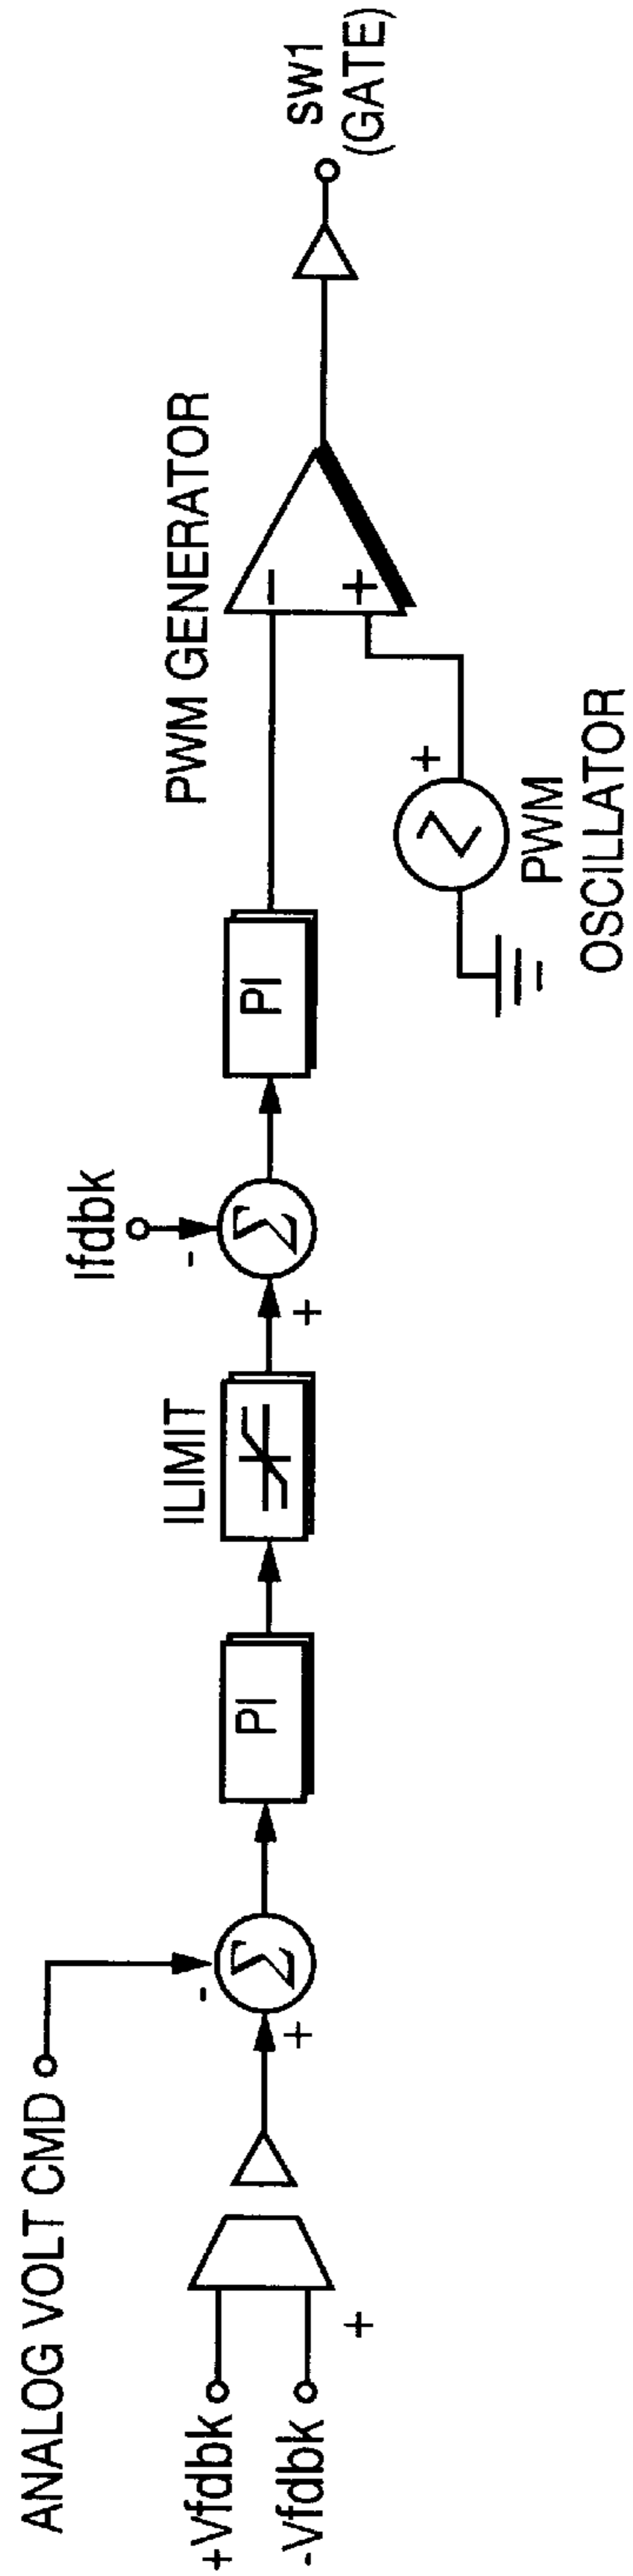 ANALOG VOLT CMD
+Vfdbk
-Vfdbk
+
-
+
Σ
PI
ILIMIT
+
Ifdbk
-
Σ
PI
PWM GENERATOR
-
+
+
PWM
OSCILLATOR
SW1
(GATE)